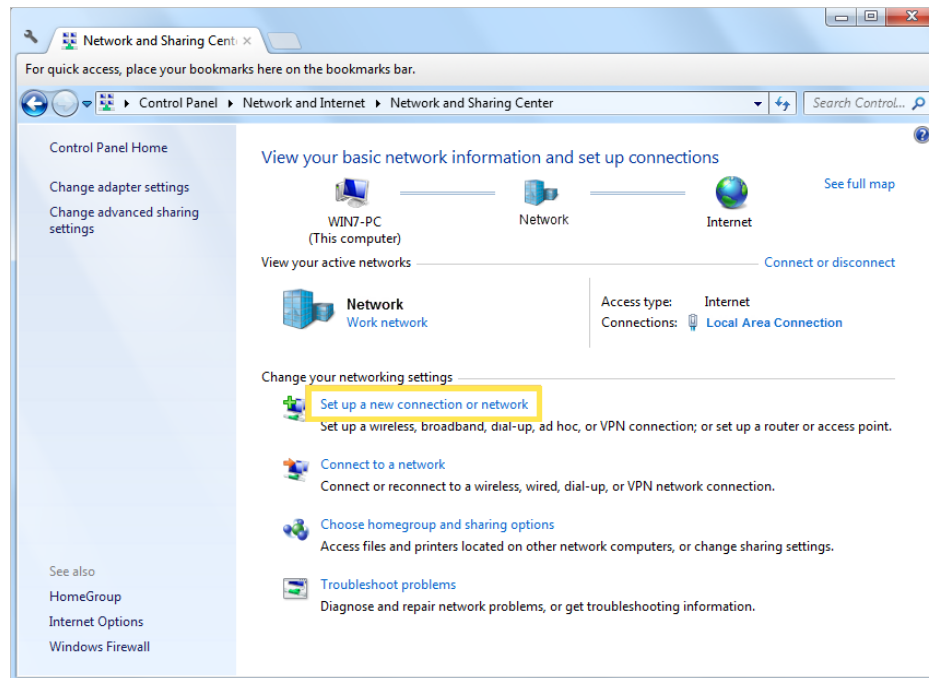 Network and Sharing Cent
For quick access, place your bookmarks here on the bookmarks bar.
Control Panel Network and Internet Network and Sharing Center
Search Control...
Control Panel Home
Change adapter settings
Change advanced sharing
settings
View your basic network information and set up connections
See full map
WIN7-PC
(This computer)
Network
Internet
View your active networks
Connect or disconnect
Network
Work network
Access type: Internet
Connections: Local Area Connection
Change your networking settings
Set up a new connection or network
Set up a wireless, broadband, dial-up, ad hoc, or VPN connection; or set up a router or access point.
Connect to a network
Connect or reconnect to a wireless, wired, dial-up, or VPN network connection.
Choose homegroup and sharing options
Access files and printers located on other network computers, or change sharing settings.
Troubleshoot problems
Diagnose and repair network problems, or get troubleshooting information.
See also
HomeGroup
Internet Options
Windows Firewall